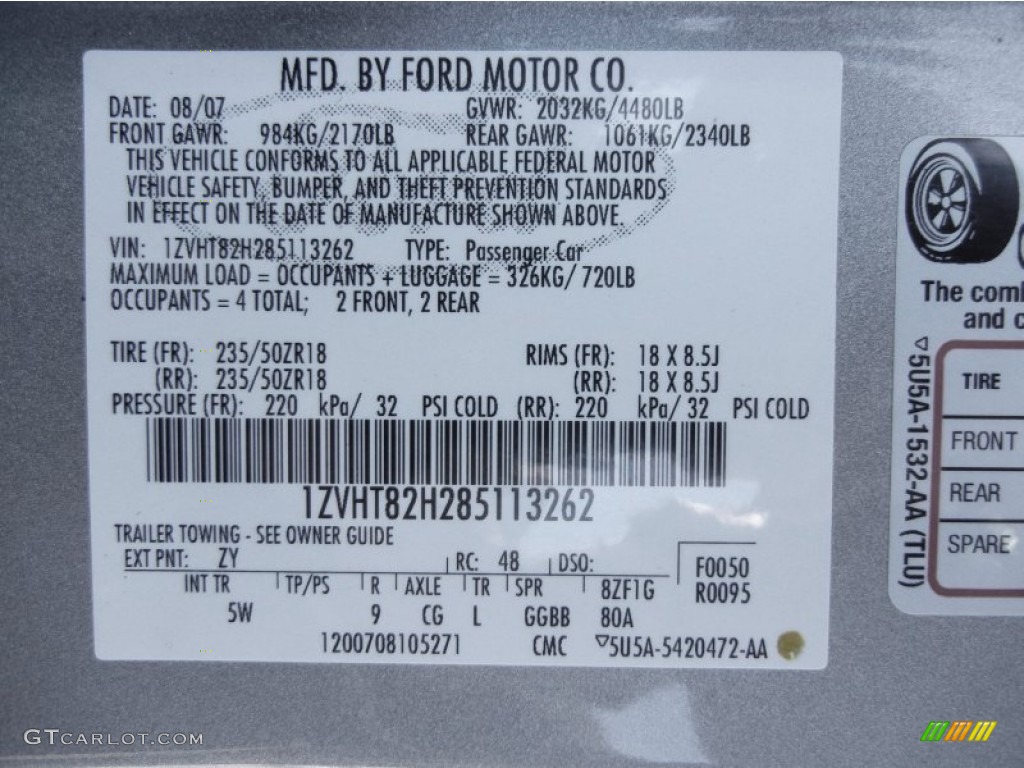 MFD. BY FORD MOTOR CO.
DATE: 08/07 GVWR: 2032KG/4480LB
FRONT GAWR: 984KG/2170LB REAR GAWR: 1061KG/2340LB
THIS VEHICLE CONFORMS TO ALL APPLICABLE FEDERAL MOTOR
VEHICLE SAFETY, BUMPER, AND THEFT PREVENTION STANDARDS
IN EFFECT ON THE DATE OF MANUFACTURE SHOWN ABOVE.
VIN: 1ZVHT82H285113262 TYPE: Passenger Car
MAXIMUM LOAD = OCCUPANTS + LUGGAGE = 326KG/ 720LB
OCCUPANTS = 4 TOTAL; 2 FRONT, 2 REAR
TIRE (FR): 235/50ZR18 RIMS (FR): 18 X 8.5J
(RR): 235/50ZR18 (RR): 18 X 8.5J
PRESSURE (FR): 220 kPa/ 32 PSI COLD (RR): 220 kPa/ 32 PSI COLD
1ZVHT82H285113262
TRAILER TOWING - SEE OWNER GUIDE
EXT PNT: ZY RC: 48 DSO: F0050
INT TR TP/PS R AXLE TR SPR 8ZF1G R0095
5W 9 CG L GGBB 80A
1200708105271 CMC ▽5U5A-5420472-AA
The com
and c
▽5U5A-1532-AA (TLU)
TIRE
FRONT
REAR
SPARE
GTCARLOT.COM